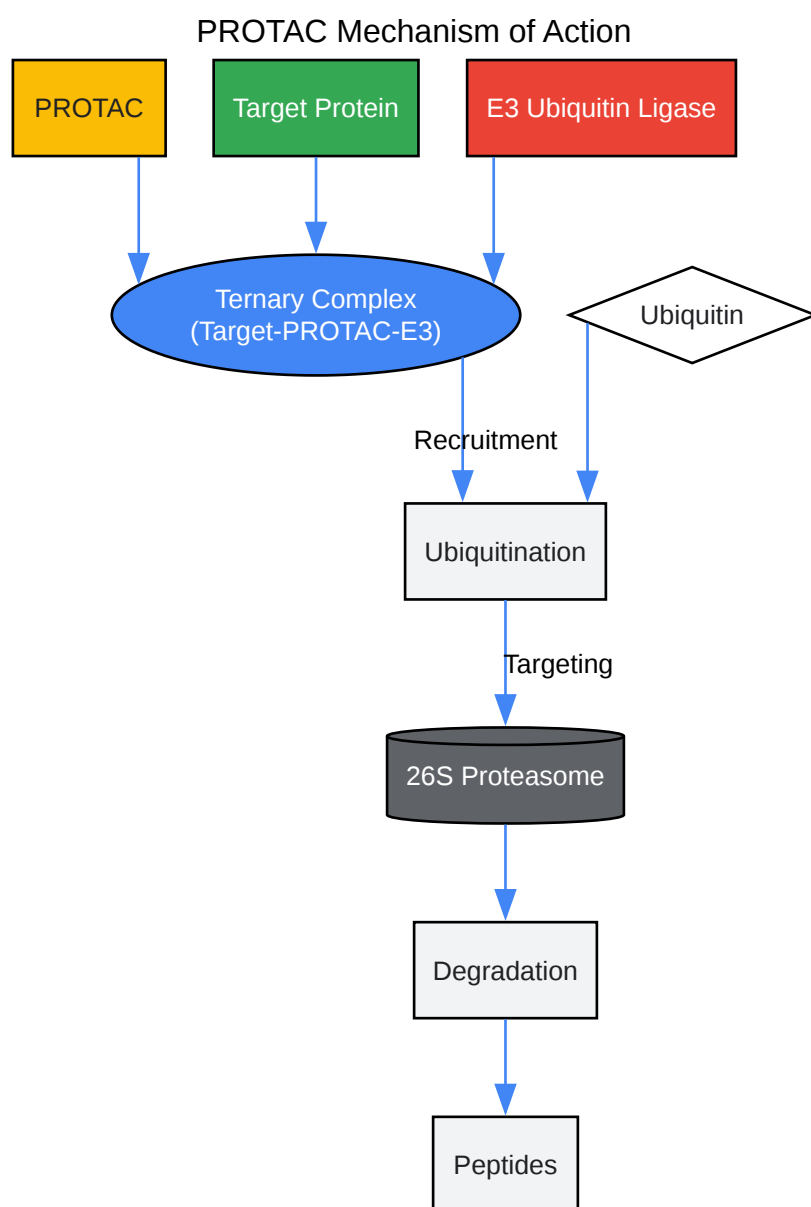 PROTAC Mechanism of Action
PROTAC
Target Protein
E3 Ubiquitin Ligase
Ternary Complex
(Target-PROTAC-E3)
Ubiquitin
Recruitment
Ubiquitination
Targeting
26S Proteasome
Degradation
Peptides